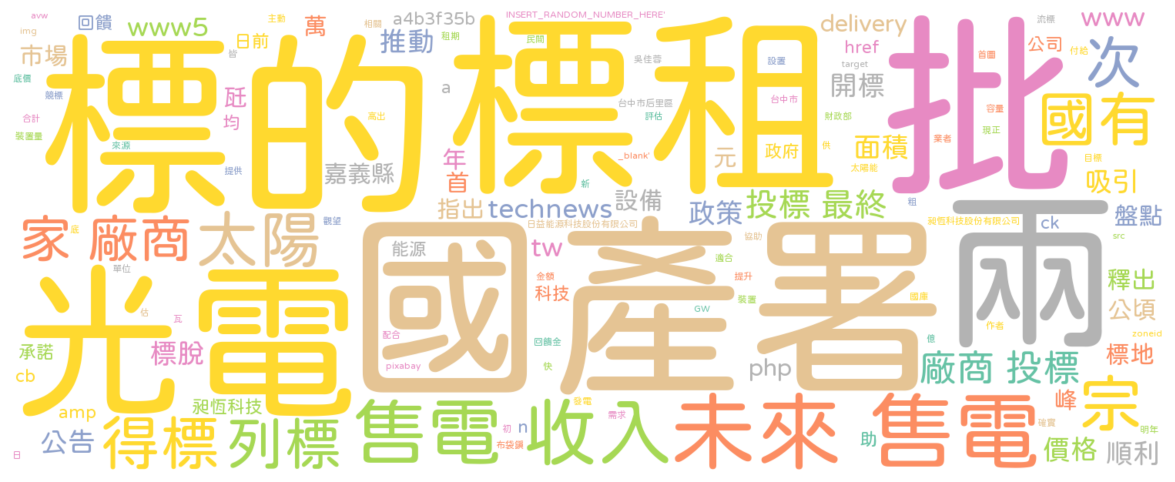 標的
標租
批
兩
國產署
光電
太陽
家 廠商
得標
列標
售電
收入
未來 售電
宗
次
國有
廠商 投標
投標 最終
政策
technews
delivery
www
www5
推動
萬
回饋
市場
日前
瓩
均
嘉義縣
年
首
指出
設備
元
政府
面積
開標
公司
href
a4b3f35b
INSERT_RANDOM_NUMBER_HERE'
吸引
盤點
ck
釋出
公頃
標地
峰
價格
順利
助
php
tw
科技
能源
標脫
承諾
cb
amp
昶恆科技
公告
n
a
avw
img
主動
相關
租期
皆
底價
競標
合計
裝置量
來源
提供
高出
民間
吳佳蓉
設置
target
台中市后里區
評估
_blank'
台中市
財政部
供
太陽能
首圖
容量
業者
現正
流標
付給
目標
租
新
觀望
底
單位
估
瓦
配合
pixabay
日益能源科技股份有限公司
昶恆科技股份有限公司
協助
適合
金額
提升
裝置
GW
回饋金
快
發電
需求
初
布袋鎮
國庫
億
作者
src
zoneid
確實
明年
日